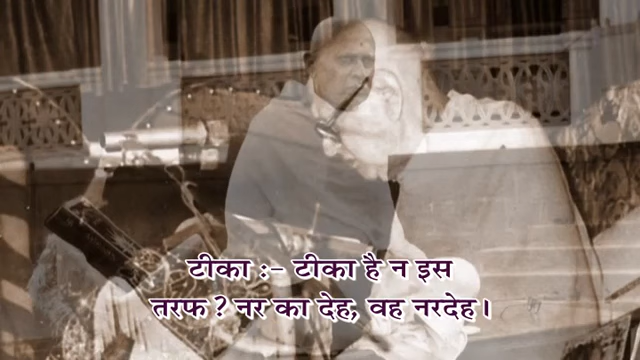 टीका :- टीका है न इस
तरफ ? नर का देह, वह नरदेह ।